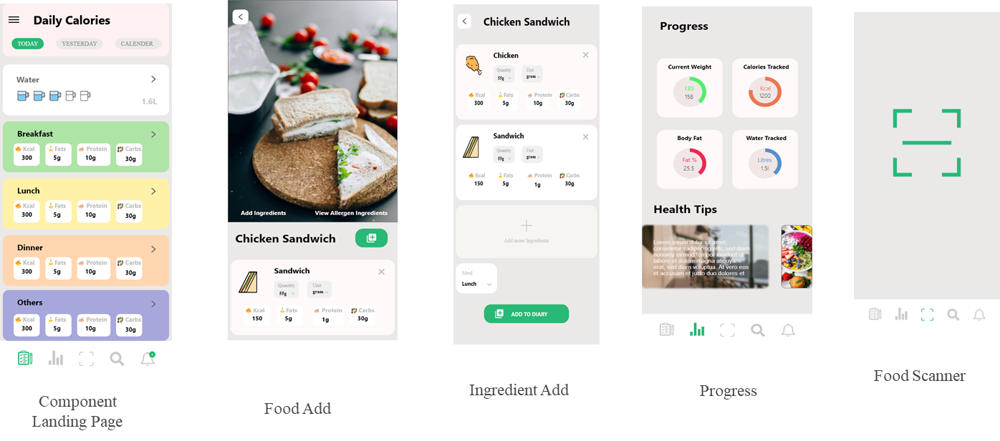 Daily Calories
TODAY
YESTERDAY
CALENDER
Water
1.6L
Breakfast
Kcal
Fats
Protein
Carbs
300
5g
10g
30g
Lunch
Kcal
Fats
Protein
Carbs
300
5g
10g
30g
Dinner
Kcal
Fats
Protein
Carbs
300
5g
10g
30g
Others
Kcal
Fats
Protein
Carbs
300
5g
10g
30g
Component
Landing Page
Add Ingredients
View Allergen Ingredients
Chicken Sandwich
Sandwich
Quantity
Unit
55g
gram
Kcal
Fats
Protein
Carbs
150
5g
1g
30g
Food Add
Chicken Sandwich
Chicken
Quantity
Unit
55g
gram
Kcal
Fats
Protein
Carbs
300
5g
10g
30g
Sandwich
Quantity
Unit
55g
gram
Kcal
Fats
Protein
Carbs
150
5g
1g
30g
Add more Ingredients
Meal
Lunch
ADD TO DIARY
Ingredient Add
Progress
Current Weight
LBS
158
Calories Tracked
Kcal
1200
Body Fat
Fat %
25.5
Water Tracked
Litres
1.5l
Health Tips
Lorem ipsum dolor sit amet,
consetetur sadipscing elitr, sed diam
nonumy eirmod tempor invidunt ut
labore et dolore magna aliquyam
erat, sed diam voluptua. At vero eos
et accusam et justo duo dolores et
Progress
Food Scanner